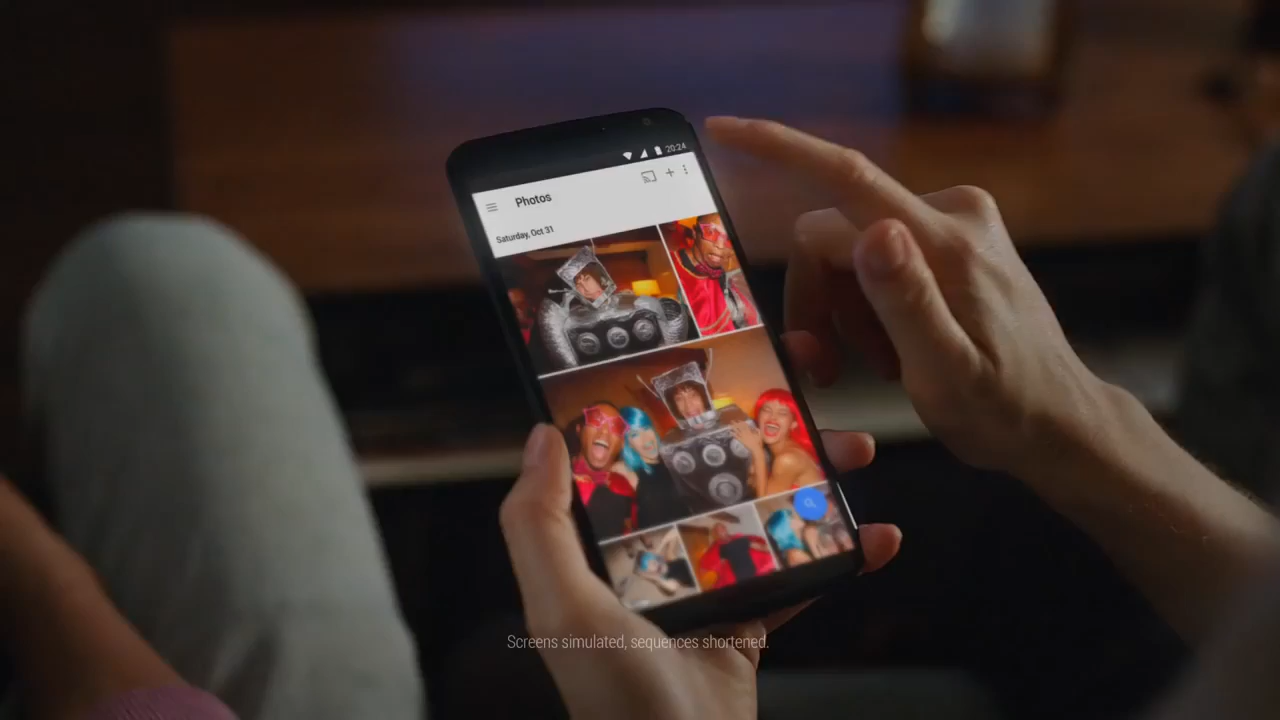 20:24
Photos
Saturday, Oct 31
Screens simulated, sequences shortened.